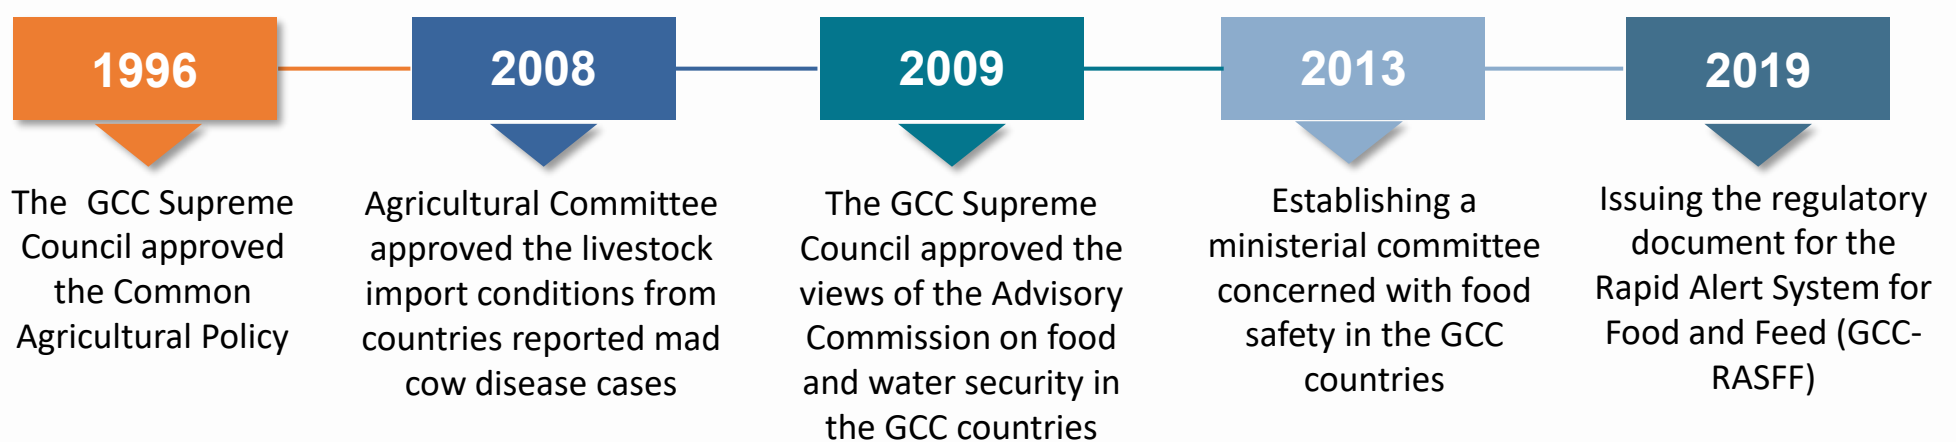 1996
The GCC Supreme
Council approved
the Common
Agricultural Policy
2008
Agricultural Committee
approved the livestock
import conditions from
countries reported mad
cow disease cases
2009
The GCC Supreme
Council approved the
views of the Advisory
Commission on food
and water security in
the GCC countries
2013
Establishing a
ministerial committee
concerned with food
safety in the GCC
countries
2019
Issuing the regulatory
document for the
Rapid Alert System for
Food and Feed (GCC-
RASFF)